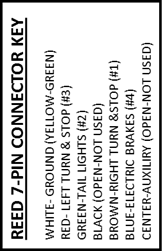 REED 7-PIN CONNECTOR KEY
WHITE- GROUND (YELLOW-GREEN)
RED- LEFT TURN & STOP (#3)
GREEN-TAIL LIGHTS (#2)
BLACK (OPEN-NOT USED)
BROWN-RIGHT TURN &STOP (#1)
BLUE-ELECTRIC BRAKES (#4)
CENTER-AUXILIARY (OPEN-NOT USED)